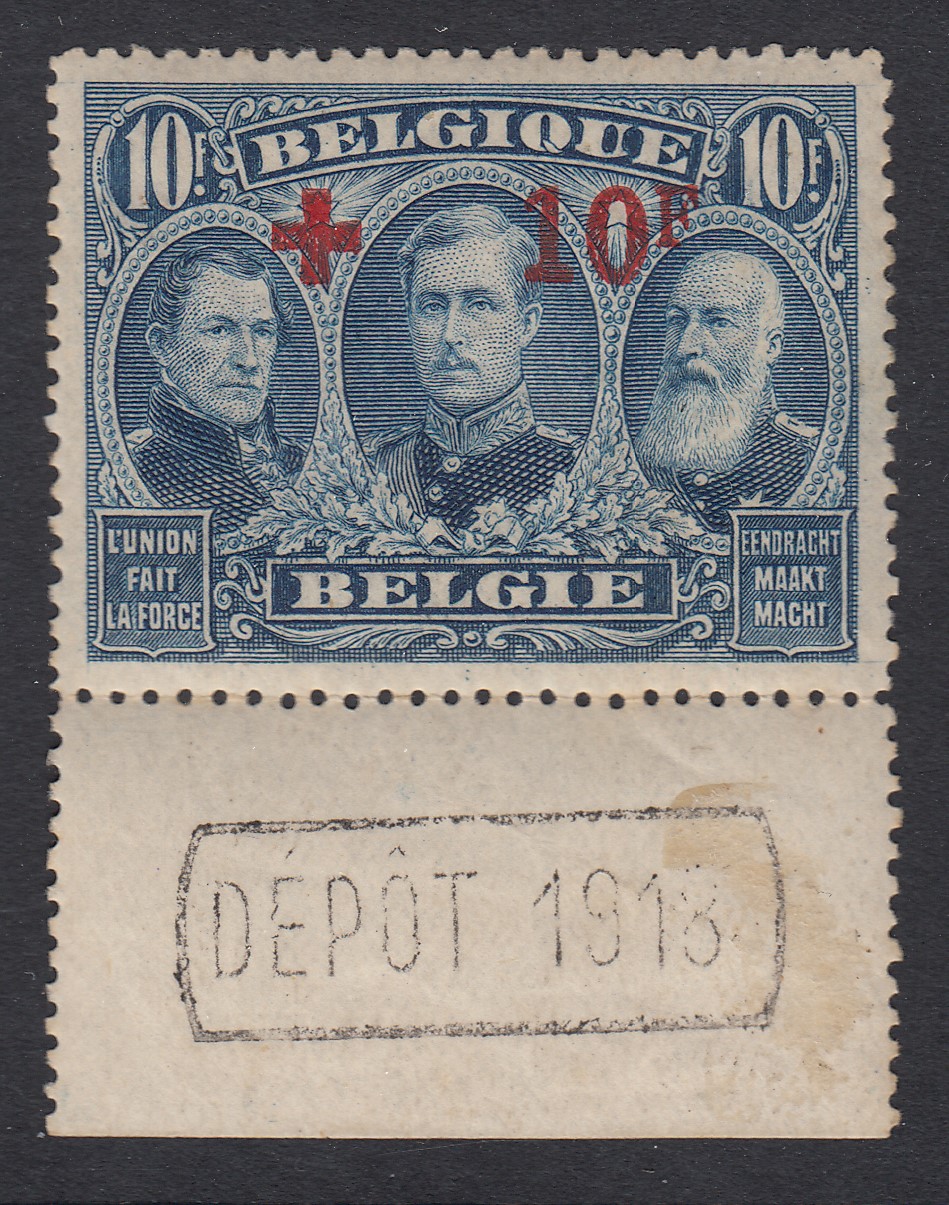 10F.
BELGIQUE
10F.
10F
L'UNION
FAIT
LA FORCE
EENDRACHT
MAAKT
MACHT
BELGIE
DÉPÔT 1918